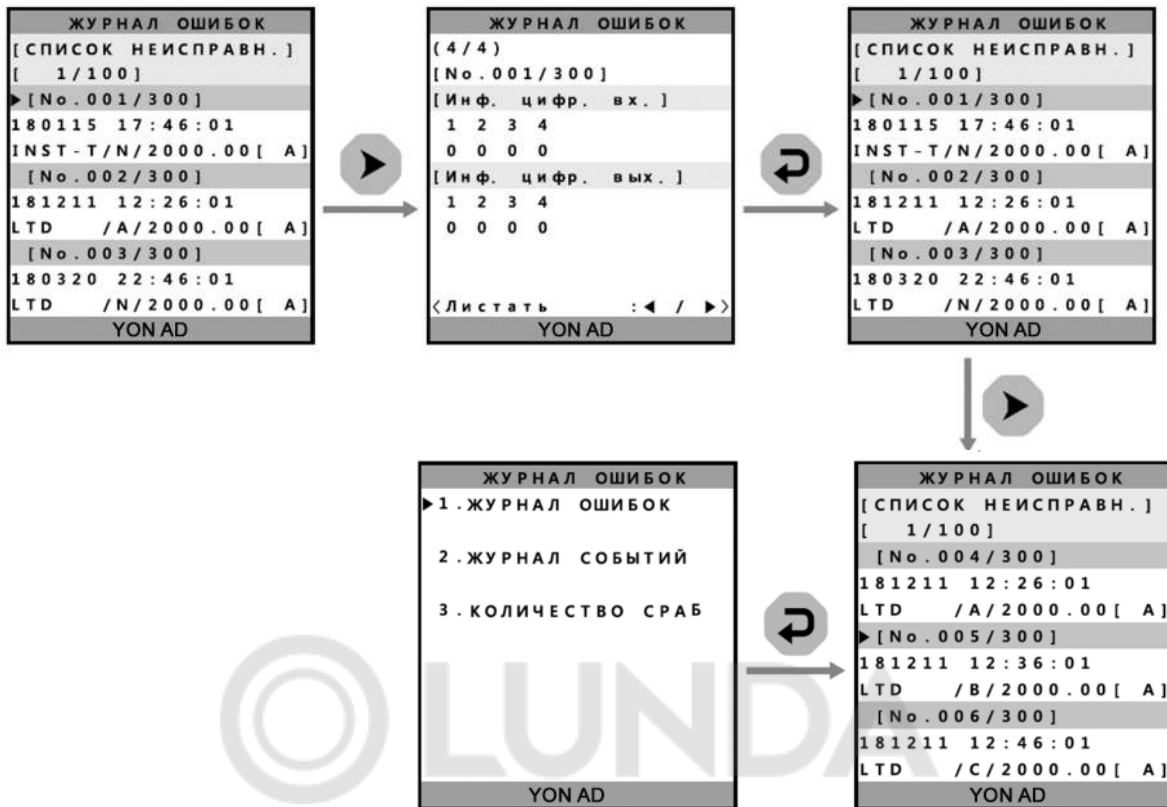 ЖУРНАЛ ОШИБОК
[СПИСОК НЕИСПРАВН.]
[ 1/100]
▶[No.001/300]
180115 17:46:01
INST-T/N/2000.00[ A]
[No.002/300]
181211 12:26:01
LTD /A/2000.00[ A]
[No.003/300]
180320 22:46:01
LTD /N/2000.00[ A]
YON AD
ЖУРНАЛ ОШИБОК
(4/4)
[No.001/300]
[Инф. цифр. вх.]
1 2 3 4
0 0 0 0
[Инф. цифр. вых.]
1 2 3 4
0 0 0 0
<Листать :◀ / ▶>
YON AD
ЖУРНАЛ ОШИБОК
[СПИСОК НЕИСПРАВН.]
[ 1/100]
▶[No.001/300]
180115 17:46:01
INST-T/N/2000.00[ A]
[No.002/300]
181211 12:26:01
LTD /A/2000.00[ A]
[No.003/300]
180320 22:46:01
LTD /N/2000.00[ A]
YON AD
ЖУРНАЛ ОШИБОК
▶1.ЖУРНАЛ ОШИБОК
2.ЖУРНАЛ СОБЫТИЙ
3.КОЛИЧЕСТВО СРАБ
YON AD
ЖУРНАЛ ОШИБОК
[СПИСОК НЕИСПРАВН.]
[ 1/100]
[No.004/300]
181211 12:26:01
LTD /A/2000.00[ A]
▶[No.005/300]
181211 12:36:01
LTD /B/2000.00[ A]
[No.006/300]
181211 12:46:01
LTD /C/2000.00[ A]
YON AD
LUNDA